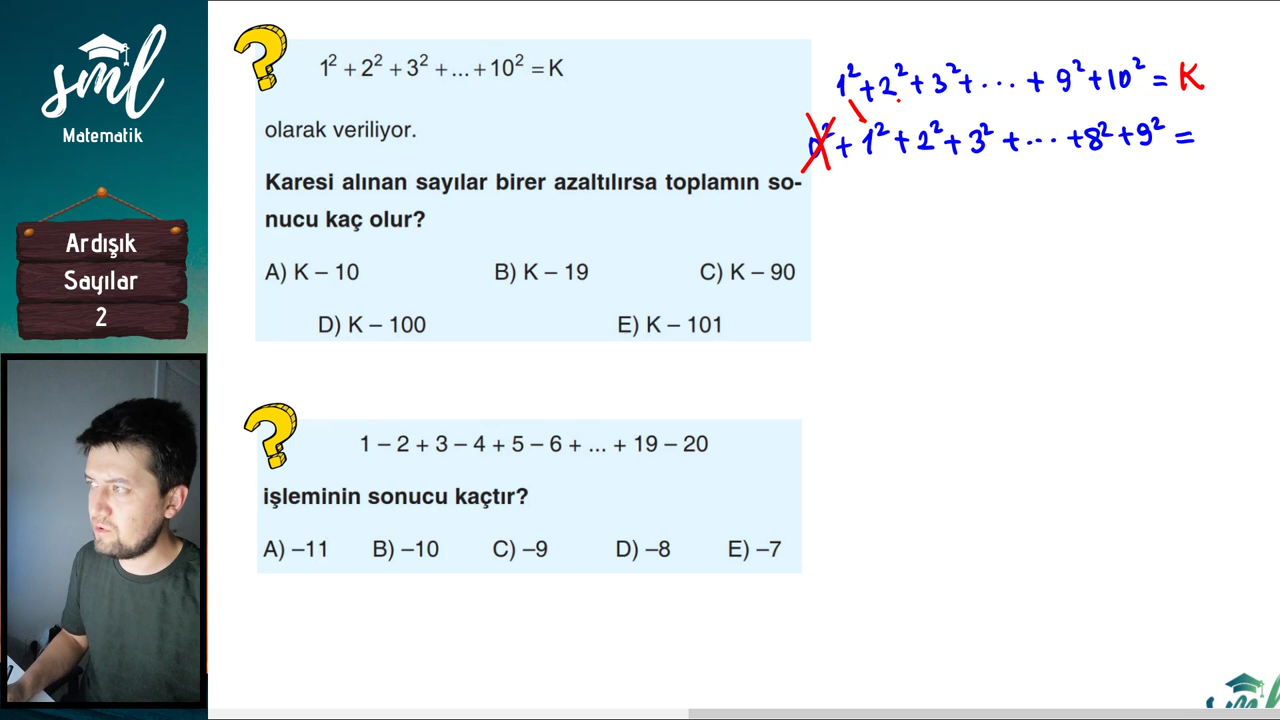 sml
Matematik
Ardışık
Sayılar
2
1² + 2² + 3² + ... + 10² = K
olarak veriliyor.
Karesi alınan sayılar birer azaltılırsa toplamın so-
nucu kaç olur?
A) K – 10 B) K – 19 C) K – 90
D) K – 100 E) K – 101
1² + 2² + 3² + ... + 9² + 10² = K
0² + 1² + 2² + 3² + ... + 8² + 9² =
1 – 2 + 3 – 4 + 5 – 6 + ... + 19 – 20
işleminin sonucu kaçtır?
A) –11 B) –10 C) –9 D) –8 E) –7